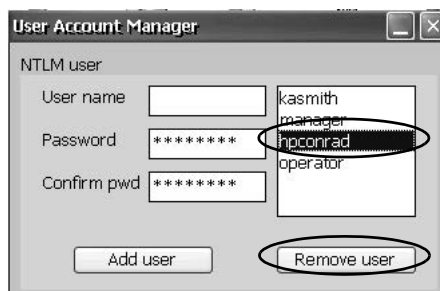 User Account Manager
NTLM user
User name
Password ********
Confirm pwd ********
kasmith
manager
hpconrad
operator
Add user Remove user